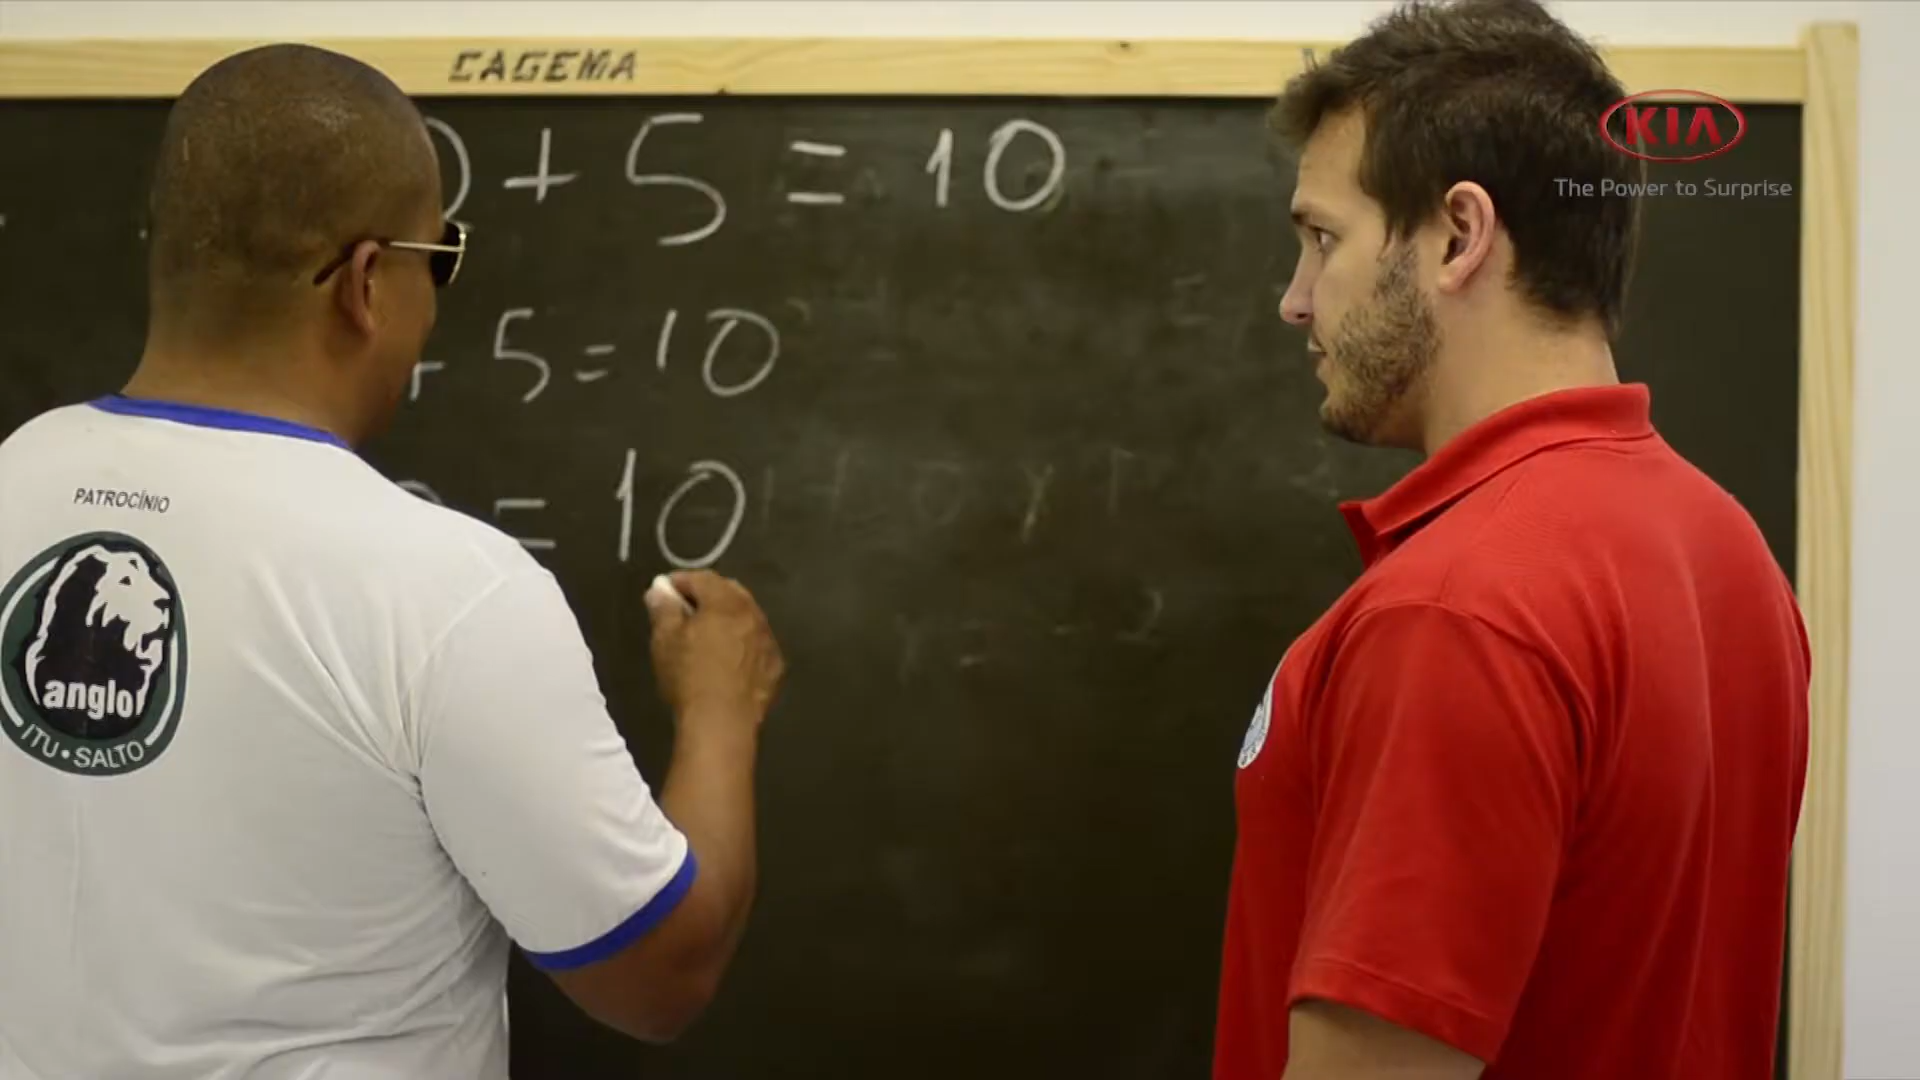 CAGEMA
KIA
The Power to Surprise
+ 5 = 10
+ 5 = 10
= 10
PATROCÍNIO
anglo
ITU • SALTO